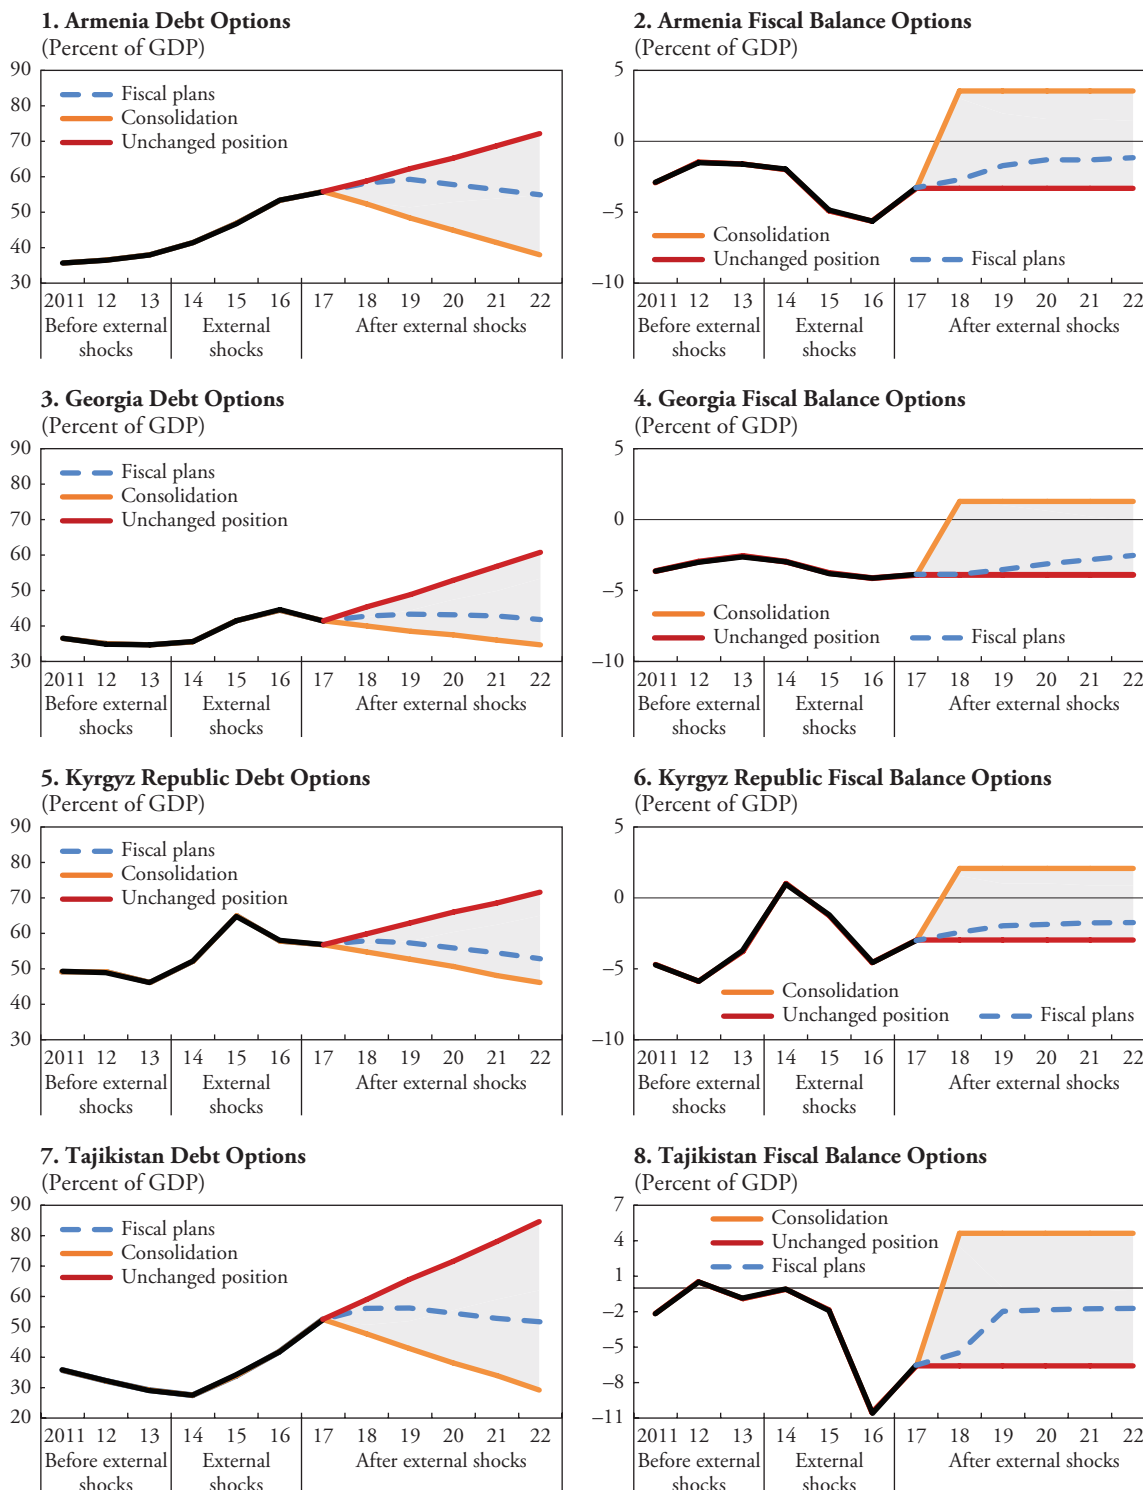 1. Armenia Debt Options
(Percent of GDP)
90
80
70
60
50
40
30
Fiscal plans
Consolidation
Unchanged position
2011 12 13 14 15 16 17 18 19 20 21 22
Before external shocks
External shocks
After external shocks
2. Armenia Fiscal Balance Options
(Percent of GDP)
5
0
–5
–10
Consolidation
Unchanged position
Fiscal plans
2011 12 13 14 15 16 17 18 19 20 21 22
Before external shocks
External shocks
After external shocks
3. Georgia Debt Options
(Percent of GDP)
90
80
70
60
50
40
30
Fiscal plans
Consolidation
Unchanged position
2011 12 13 14 15 16 17 18 19 20 21 22
Before external shocks
External shocks
After external shocks
4. Georgia Fiscal Balance Options
(Percent of GDP)
5
0
–5
–10
Consolidation
Unchanged position
Fiscal plans
2011 12 13 14 15 16 17 18 19 20 21 22
Before external shocks
External shocks
After external shocks
5. Kyrgyz Republic Debt Options
(Percent of GDP)
90
80
70
60
50
40
30
Fiscal plans
Consolidation
Unchanged position
2011 12 13 14 15 16 17 18 19 20 21 22
Before external shocks
External shocks
After external shocks
6. Kyrgyz Republic Fiscal Balance Options
(Percent of GDP)
5
0
–5
–10
Consolidation
Unchanged position
Fiscal plans
2011 12 13 14 15 16 17 18 19 20 21 22
Before external shocks
External shocks
After external shocks
7. Tajikistan Debt Options
(Percent of GDP)
90
80
70
60
50
40
30
20
Fiscal plans
Consolidation
Unchanged position
2011 12 13 14 15 16 17 18 19 20 21 22
Before external shocks
External shocks
After external shocks
8. Tajikistan Fiscal Balance Options
(Percent of GDP)
7
4
1
–2
–5
–8
–11
Consolidation
Unchanged position
Fiscal plans
2011 12 13 14 15 16 17 18 19 20 21 22
Before external shocks
External shocks
After external shocks